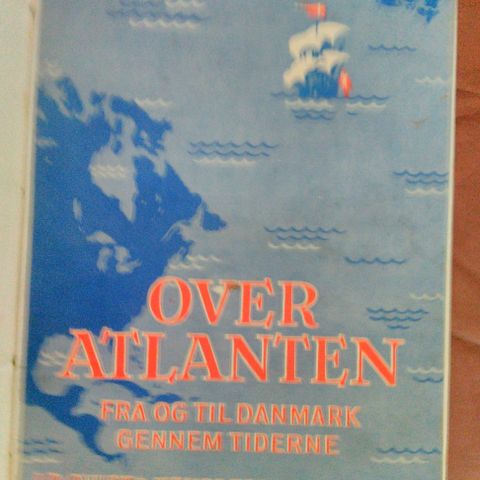 OVER
ATLANTEN
FRA OG TIL DANMARK
GENNEM TIDERNE